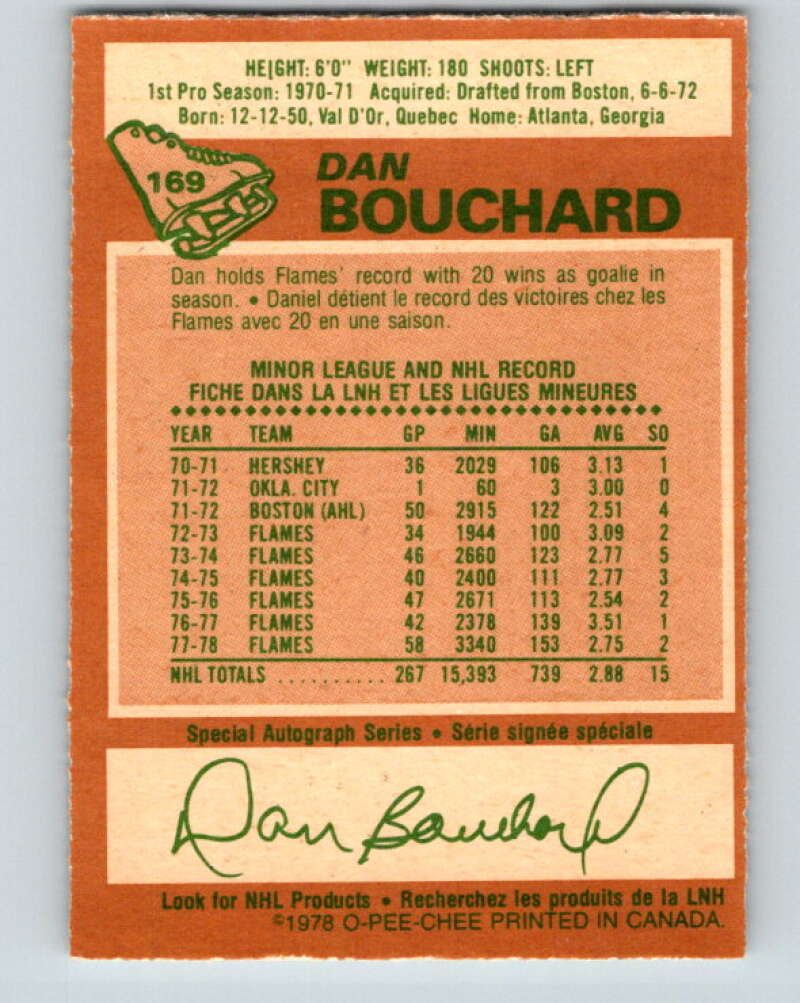 HEIGHT: 6'0" WEIGHT: 180 SHOOTS: LEFT
1st Pro Season: 1970-71 Acquired: Drafted from Boston, 6-6-72
Born: 12-12-50, Val D'Or, Quebec Home: Atlanta, Georgia
169
DAN
BOUCHARD
Dan holds Flames' record with 20 wins as goalie in
season. • Daniel détient le record des victoires chez les
Flames avec 20 en une saison.
MINOR LEAGUE AND NHL RECORD
FICHE DANS LA LNH ET LES LIGUES MINEURES
YEAR TEAM GP MIN GA AVG SO
70-71 HERSHEY 36 2029 106 3.13 1
71-72 OKLA. CITY 1 60 3 3.00 0
71-72 BOSTON (AHL) 50 2915 122 2.51 4
72-73 FLAMES 34 1944 100 3.09 2
73-74 FLAMES 46 2660 123 2.77 5
74-75 FLAMES 40 2400 111 2.77 3
75-76 FLAMES 47 2671 113 2.54 2
76-77 FLAMES 42 2378 139 3.51 1
77-78 FLAMES 58 3340 153 2.75 2
NHL TOTALS .......... 267 15,393 739 2.88 15
Special Autograph Series • Série signée spéciale
Dan Bouchard
Look for NHL Products • Recherchez les produits de la LNH
©1978 O-PEE-CHEE PRINTED IN CANADA.